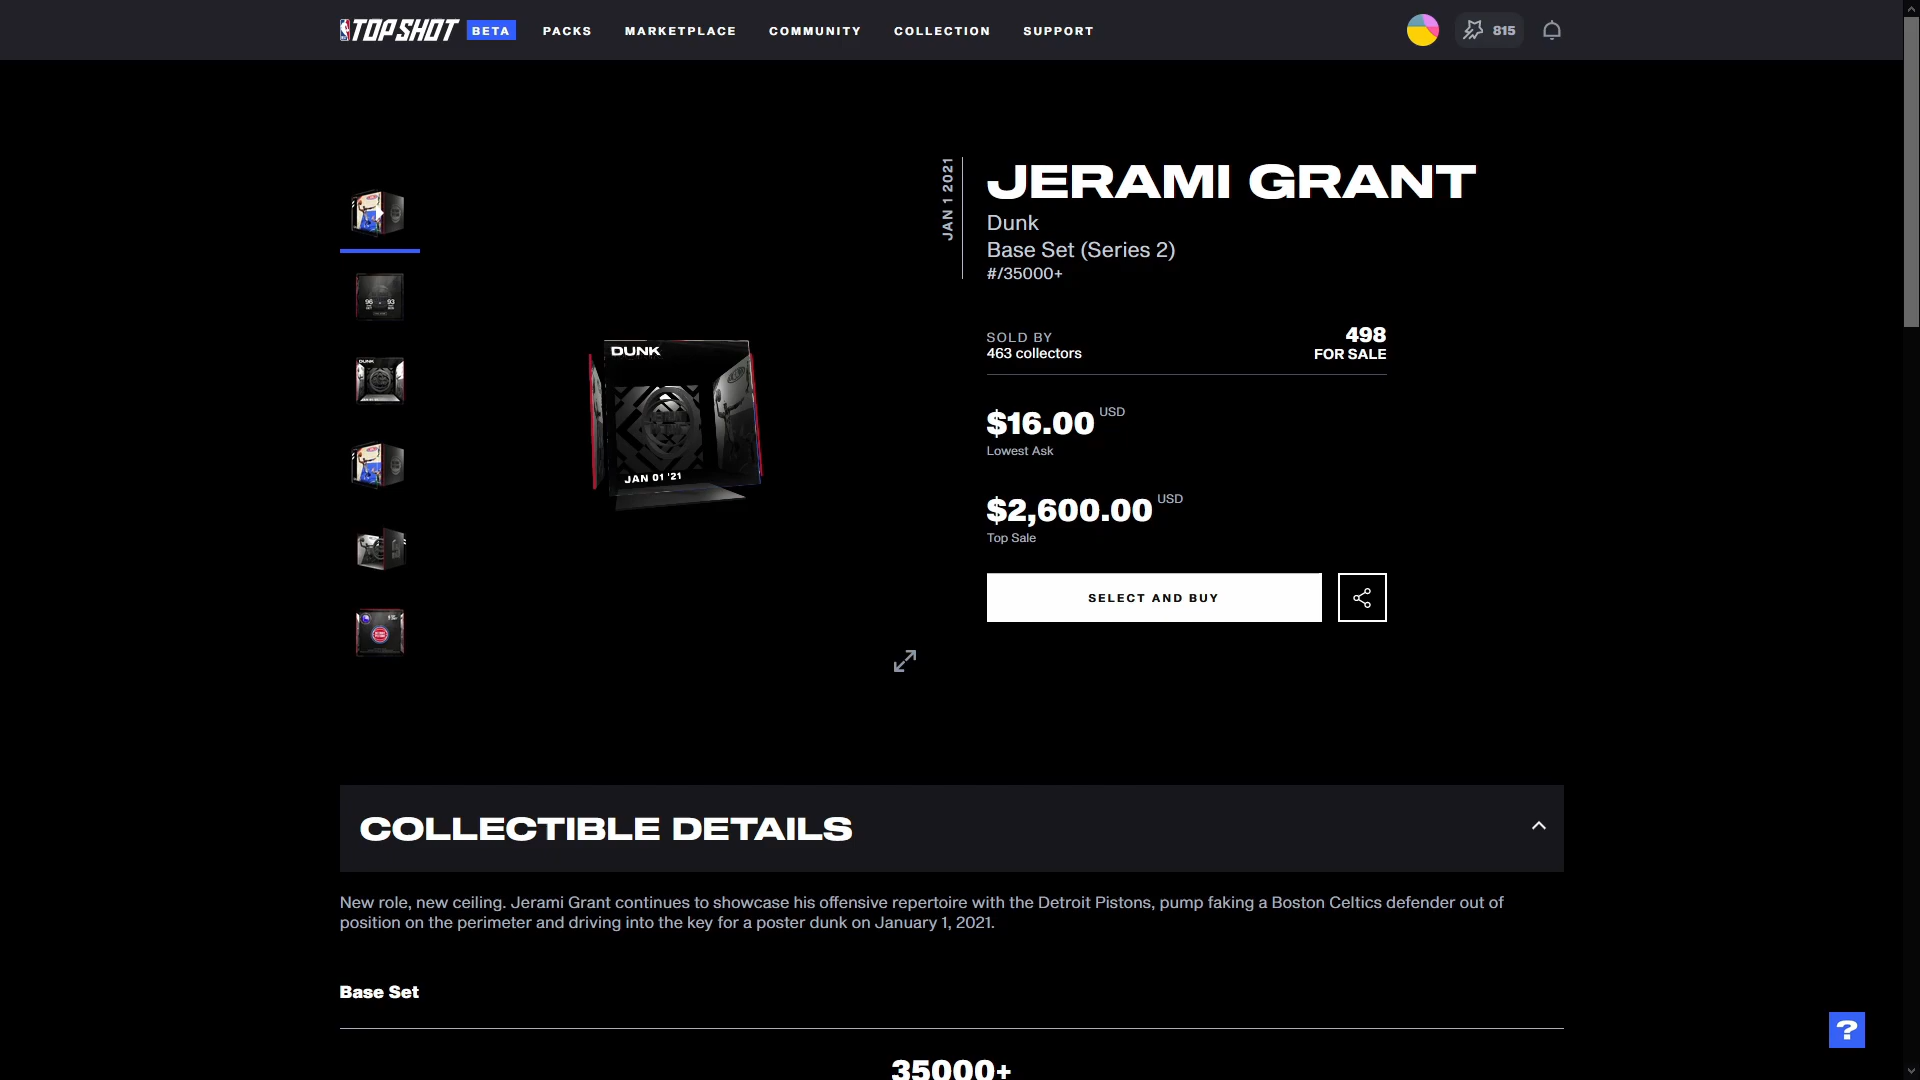 TOP SHOT BETA
PACKS
MARKETPLACE
COMMUNITY
COLLECTION
SUPPORT
815
JAN 1 2021
JERAMI GRANT
Dunk
Base Set (Series 2)
#/35000+
SOLD BY
463 collectors
498
FOR SALE
$16.00 USD
Lowest Ask
$2,600.00 USD
Top Sale
SELECT AND BUY
DUNK
JAN 01 '21
96 93
DUNK
COLLECTIBLE DETAILS
New role, new ceiling. Jerami Grant continues to showcase his offensive repertoire with the Detroit Pistons, pump faking a Boston Celtics defender out of
position on the perimeter and driving into the key for a poster dunk on January 1, 2021.
Base Set
35000+
?